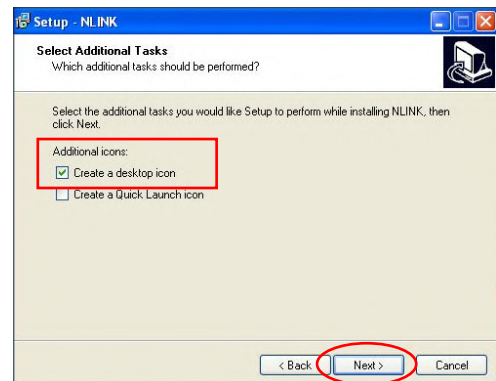 Setup - NLINK
Select Additional Tasks
Which additional tasks should be performed?
Select the additional tasks you would like Setup to perform while installing NLINK, then
click Next.
Additional icons:
Create a desktop icon
Create a Quick Launch icon
< Back
Next >
Cancel